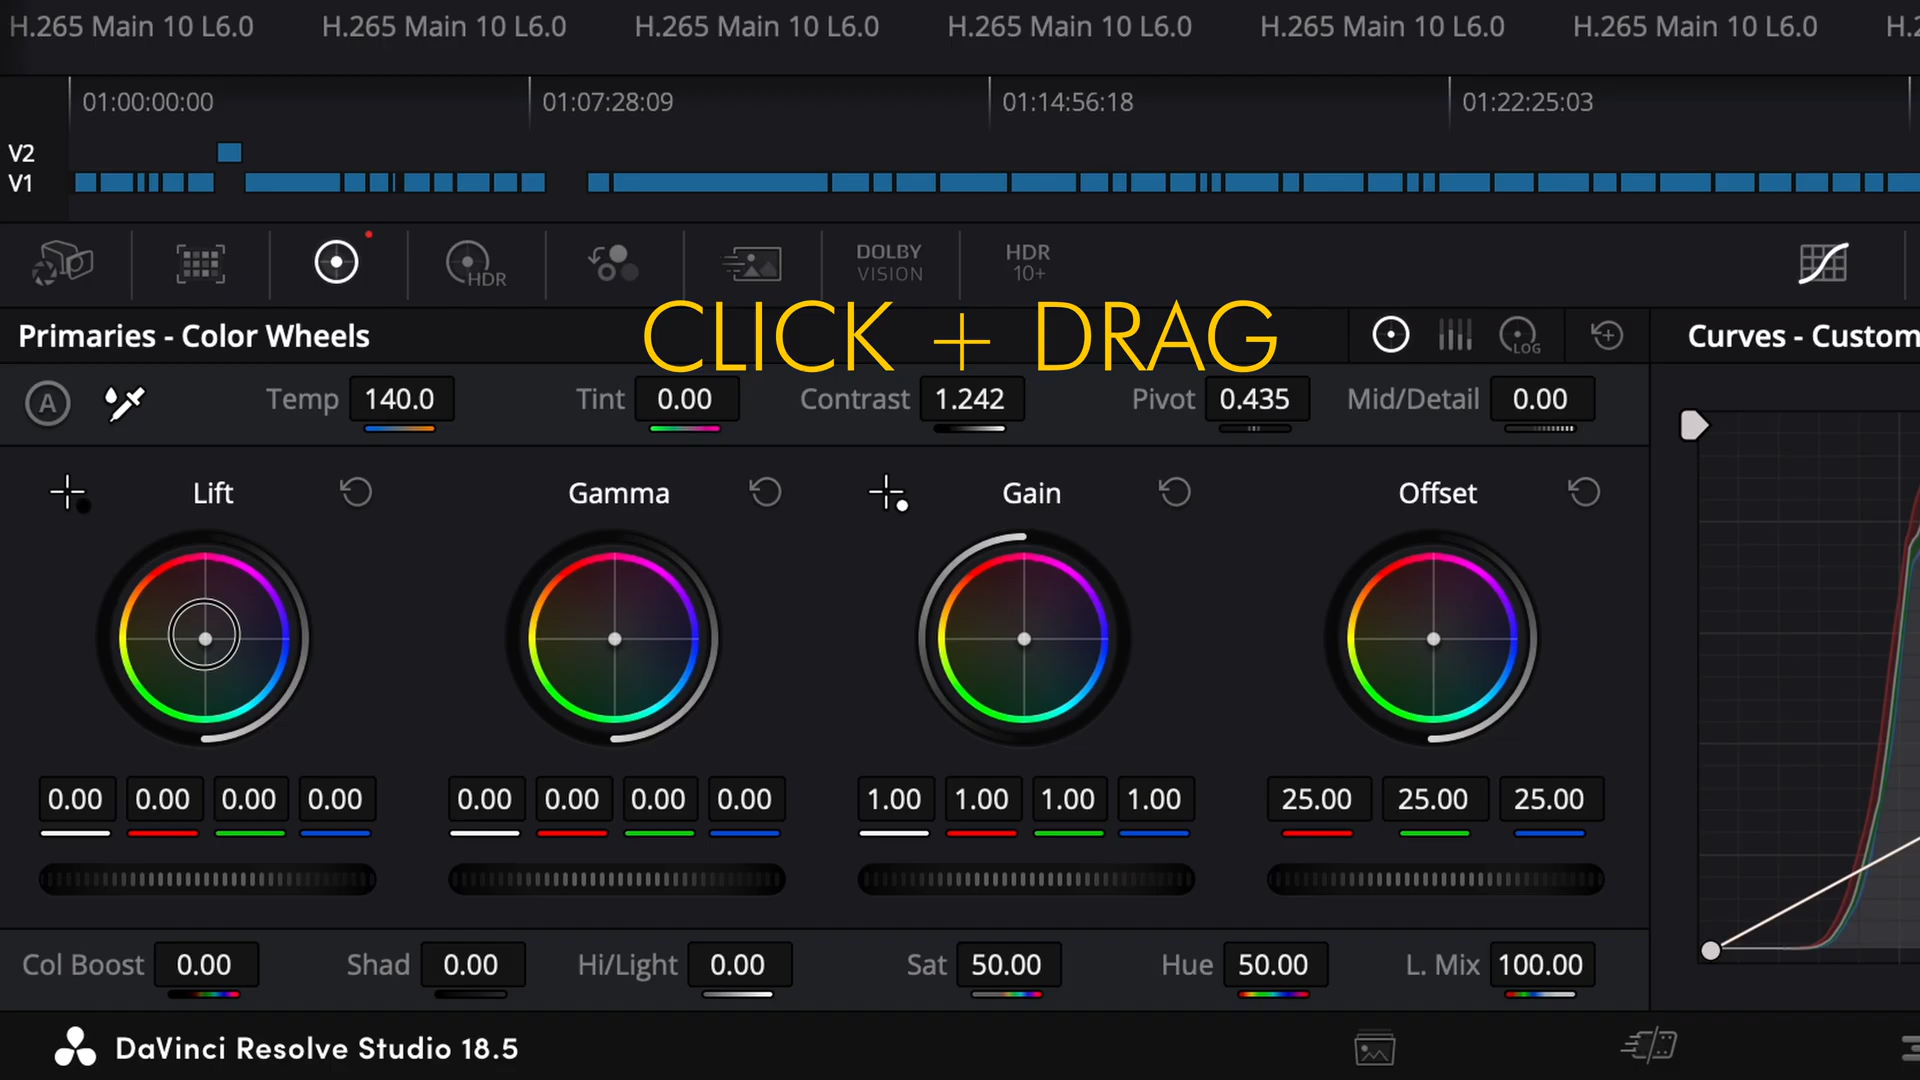 H.265 Main 10 L6.0 H.265 Main 10 L6.0 H.265 Main 10 L6.0 H.265 Main 10 L6.0 H.265 Main 10 L6.0 H.265 Main 10 L6.0 H.2
01:00:00:00 01:07:28:09 01:14:56:18 01:22:25:03
V2
V1
HDR
DOLBY
VISION
HDR
10+
CLICK + DRAG
Primaries - Color Wheels
LOG
Curves - Custom
A Temp 140.0 Tint 0.00 Contrast 1.242 Pivot 0.435 Mid/Detail 0.00
Lift Gamma Gain Offset
0.00 0.00 0.00 0.00 0.00 0.00 0.00 0.00 1.00 1.00 1.00 1.00 25.00 25.00 25.00
Col Boost 0.00 Shad 0.00 Hi/Light 0.00 Sat 50.00 Hue 50.00 L. Mix 100.00
DaVinci Resolve Studio 18.5